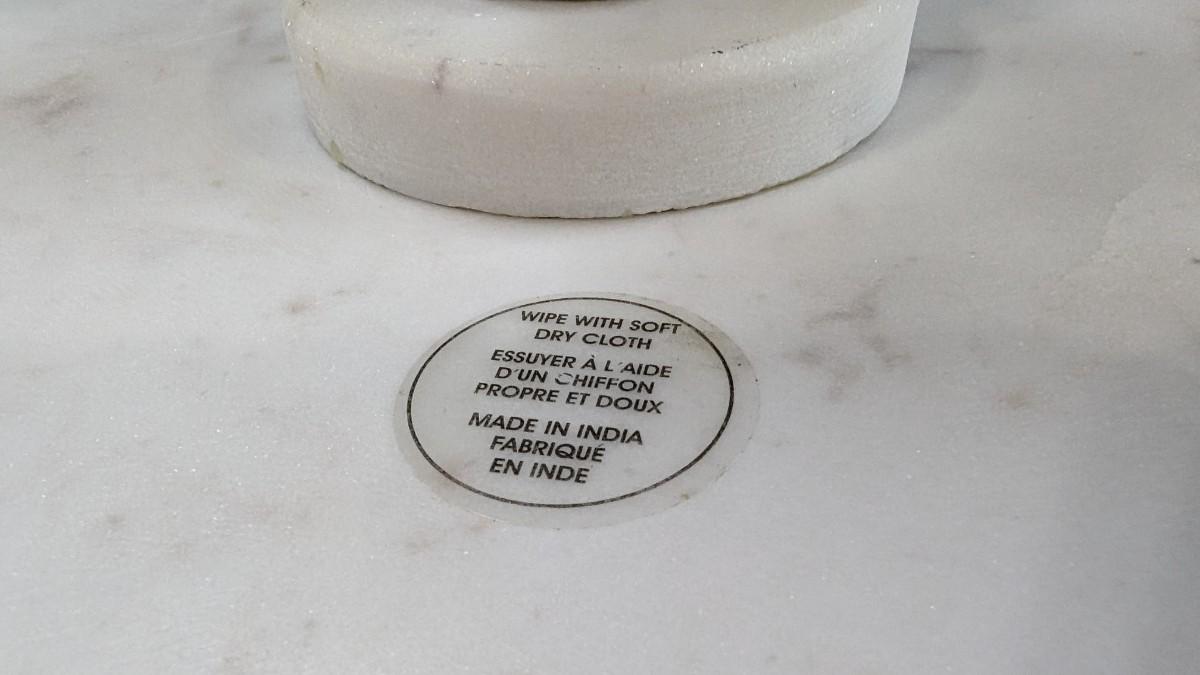 WIPE WITH SOFT
DRY CLOTH
ESSUYER À L'AIDE
D'UN CHIFFON
PROPRE ET DOUX
MADE IN INDIA
FABRIQUÉ
EN INDE